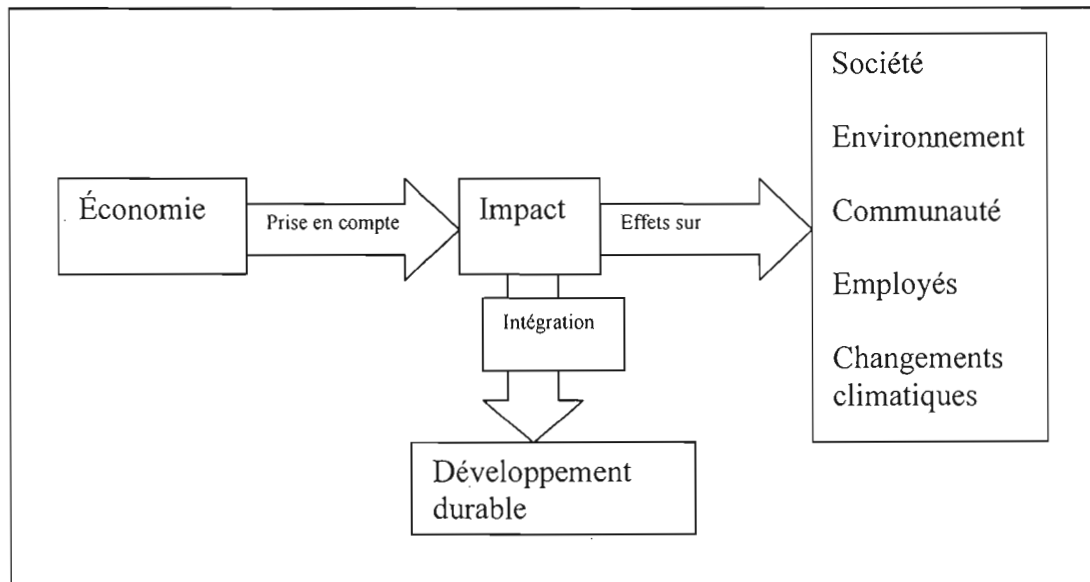 Économie
Prise en compte
Impact
Effets sur
Société
Environnement
Communauté
Employés
Changements
climatiques
Intégration
Développement
durable